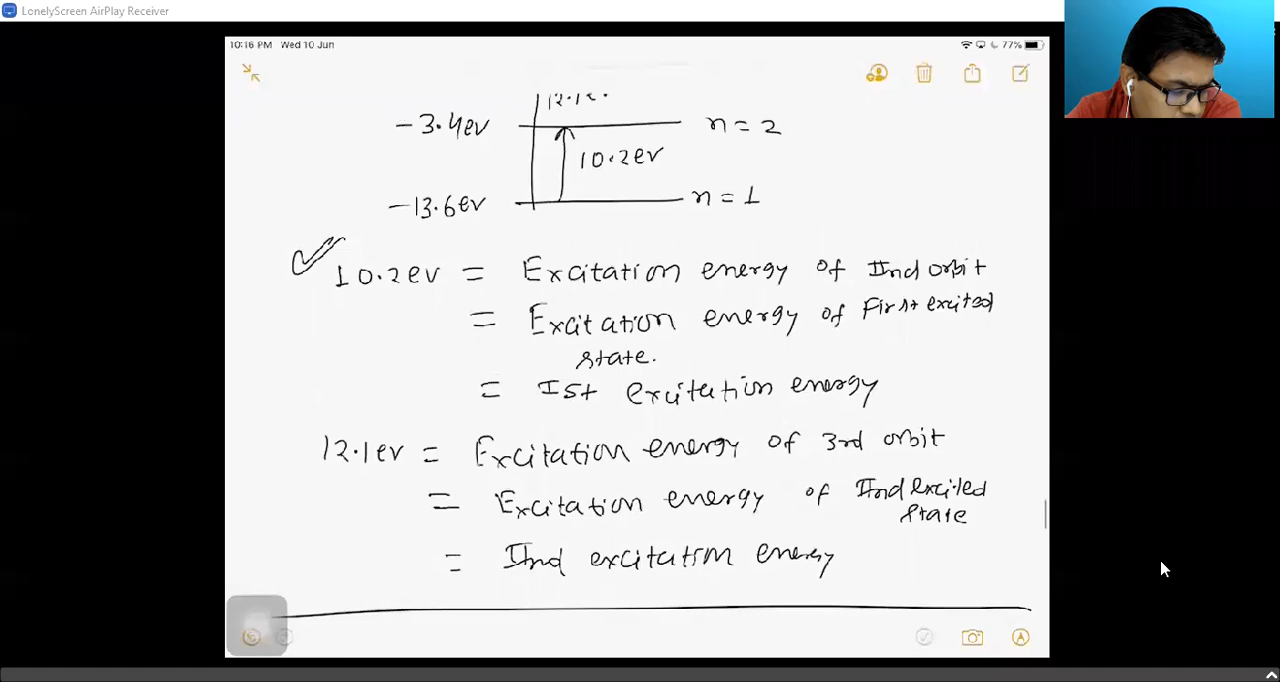 LonelyScreen AirPlay Receiver
10:16 PM Wed 10 Jun
77%
-3.4ev n = 2
10.2ev
-13.6ev n = 1
10.2ev = Excitation energy of IInd orbit
= Excitation energy of First excited
state.
= Ist excitation energy
12.1ev = Excitation energy of 3rd orbit
= Excitation energy of IInd excited
state
= IInd excitation energy